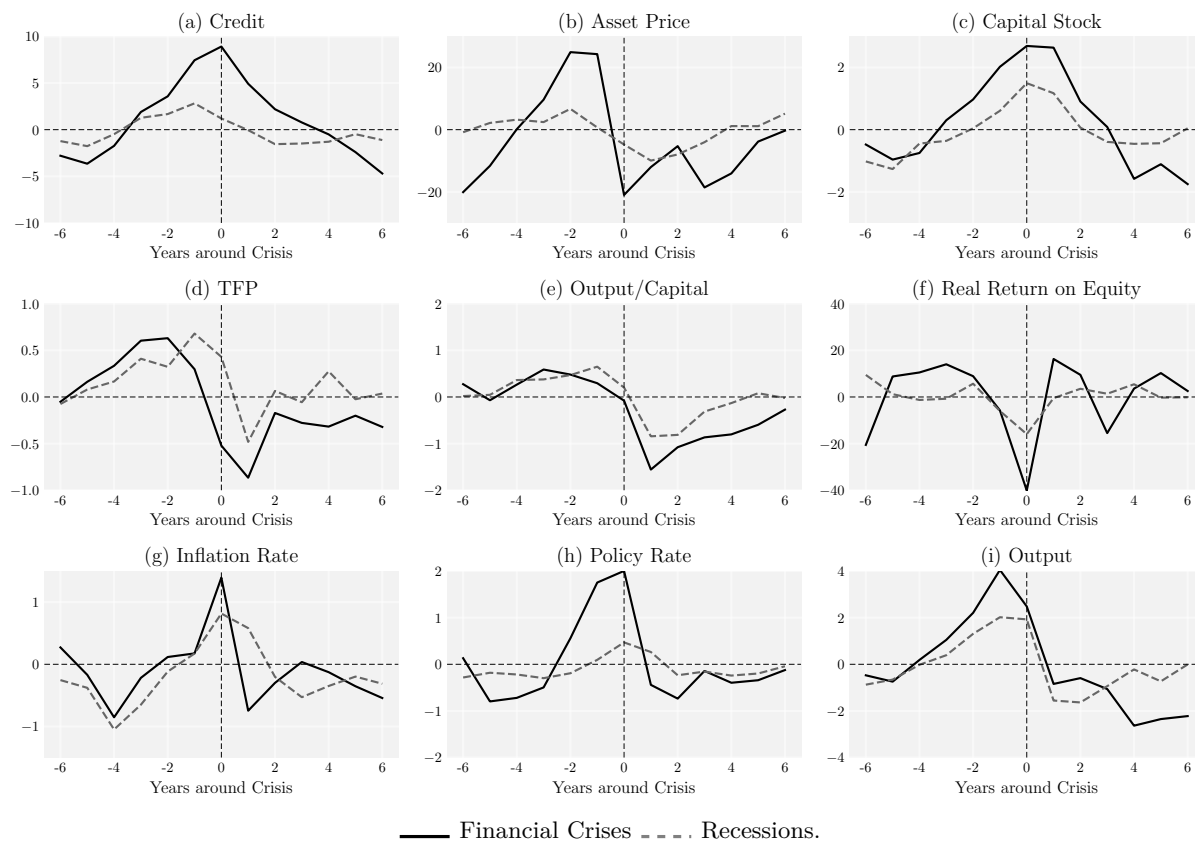 (a) Credit
10
5
0
−5
−10
-6 -4 -2 0 2 4 6
Years around Crisis
(b) Asset Price
20
0
−20
-6 -4 -2 0 2 4 6
Years around Crisis
(c) Capital Stock
2
0
−2
-6 -4 -2 0 2 4 6
Years around Crisis
(d) TFP
1.0
0.5
0.0
−0.5
−1.0
-6 -4 -2 0 2 4 6
Years around Crisis
(e) Output/Capital
2
1
0
−1
−2
-6 -4 -2 0 2 4 6
Years around Crisis
(f) Real Return on Equity
40
20
0
−20
−40
-6 -4 -2 0 2 4 6
Years around Crisis
(g) Inflation Rate
1
0
−1
-6 -4 -2 0 2 4 6
Years around Crisis
(h) Policy Rate
2
1
0
−1
−2
-6 -4 -2 0 2 4 6
Years around Crisis
(i) Output
4
2
0
−2
−4
-6 -4 -2 0 2 4 6
Years around Crisis
Financial Crises Recessions.